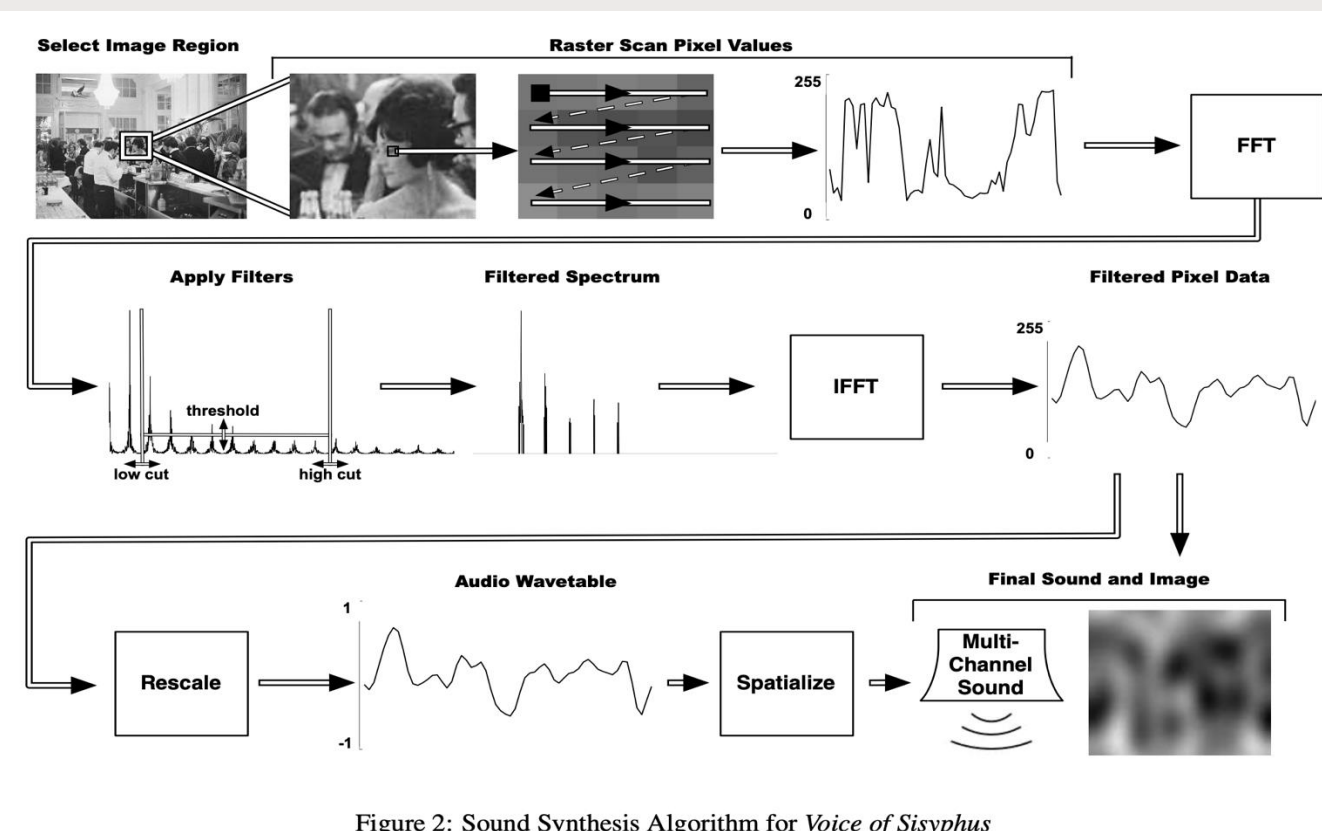 Select Image Region
Raster Scan Pixel Values
255
0
FFT
Apply Filters
Filtered Spectrum
Filtered Pixel Data
threshold
low cut
high cut
IFFT
255
0
Audio Wavetable
Final Sound and Image
Rescale
1
-1
Spatialize
Multi-
Channel
Sound
Figure 2: Sound Synthesis Algorithm for Voice of Sisyphus